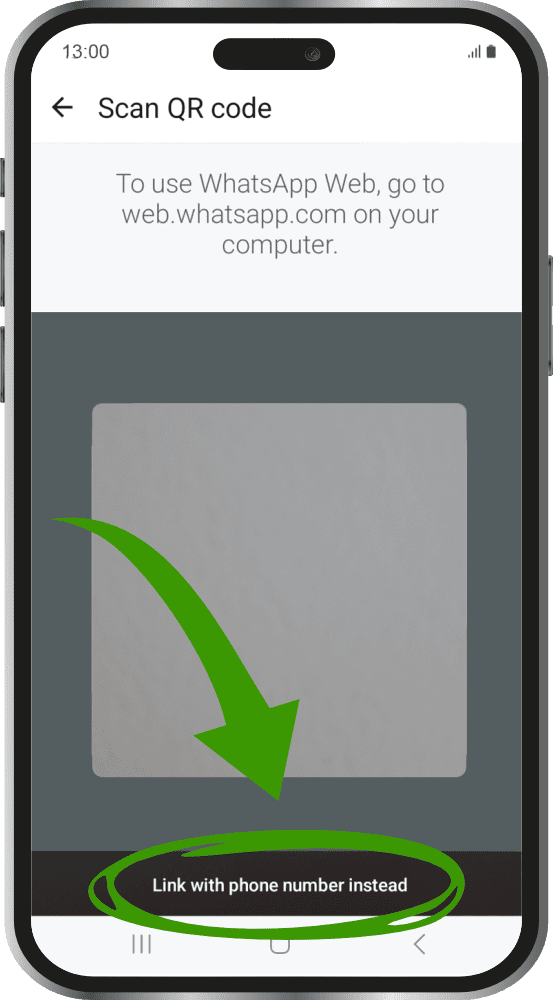 13:00
Scan QR code
To use WhatsApp Web, go to
web.whatsapp.com on your
computer.
Link with phone number instead